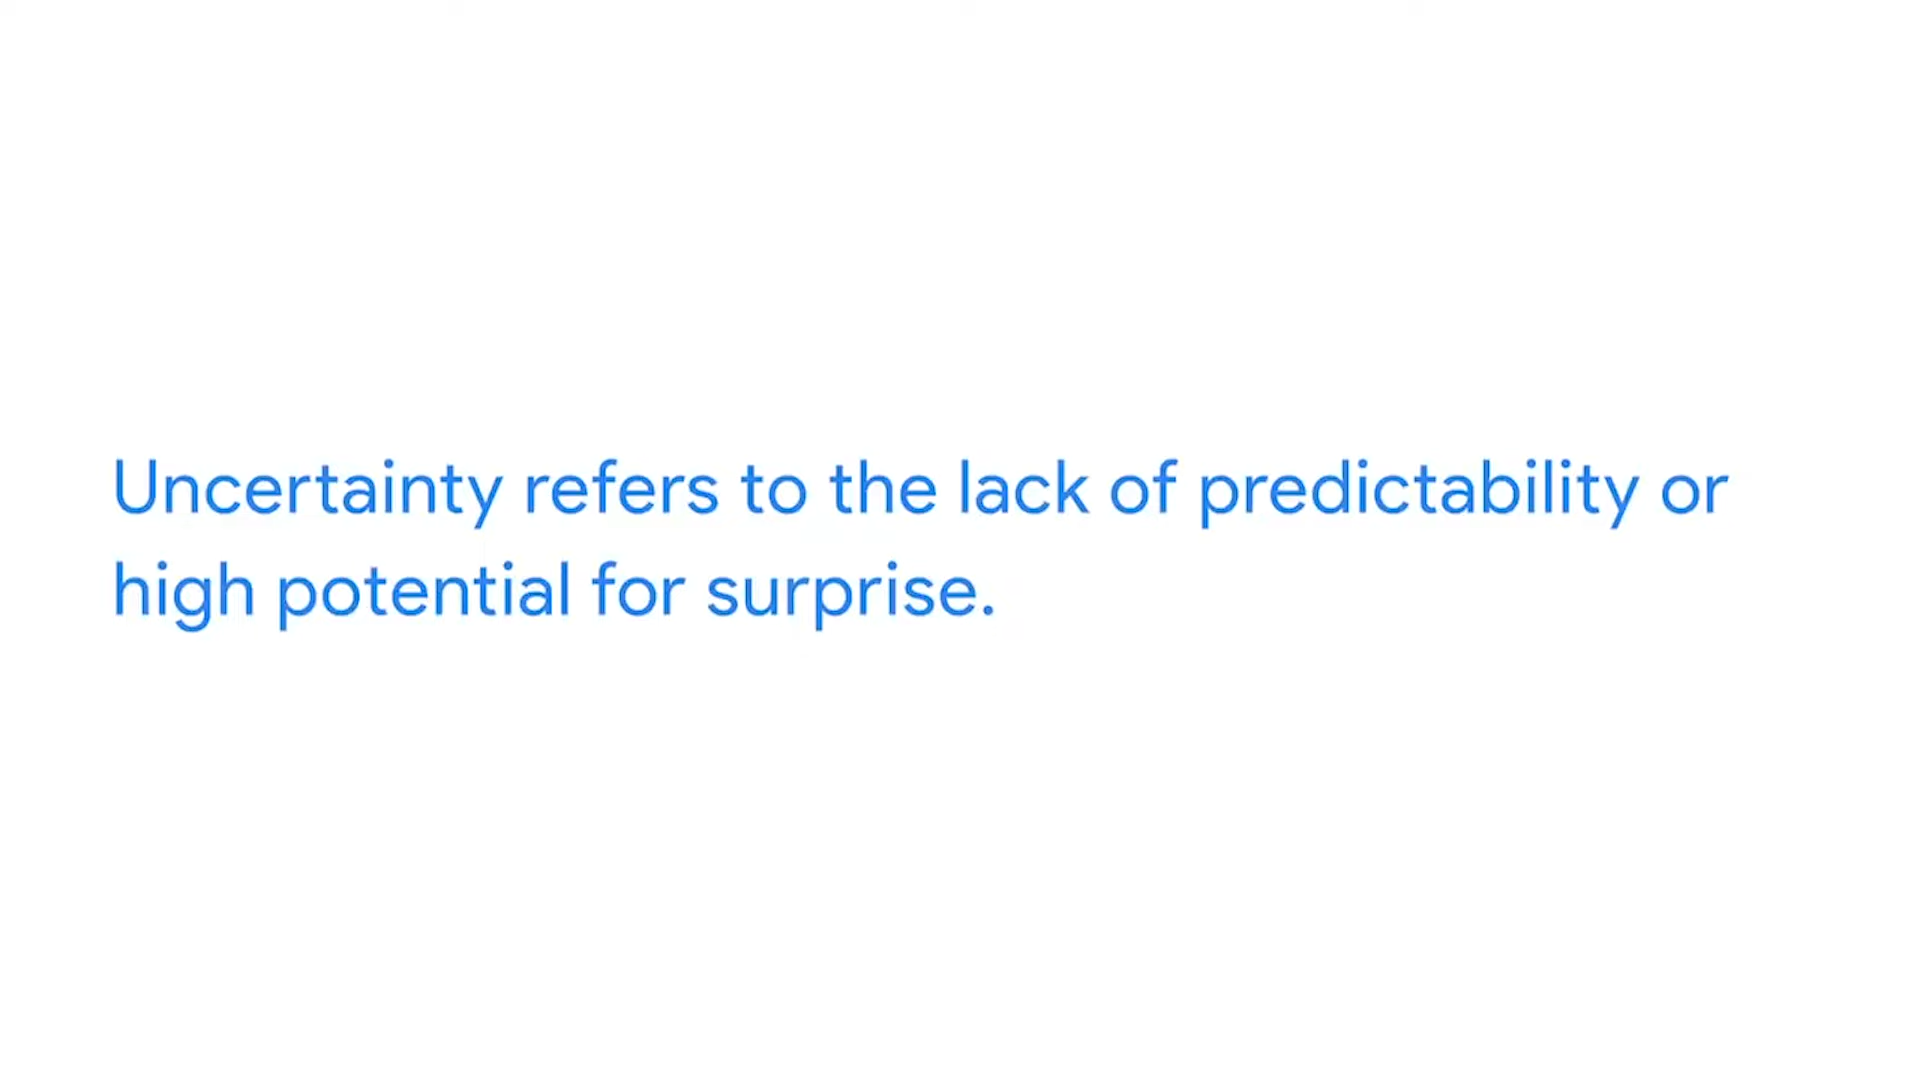 Uncertainty refers to the lack of predictability or
high potential for surprise.